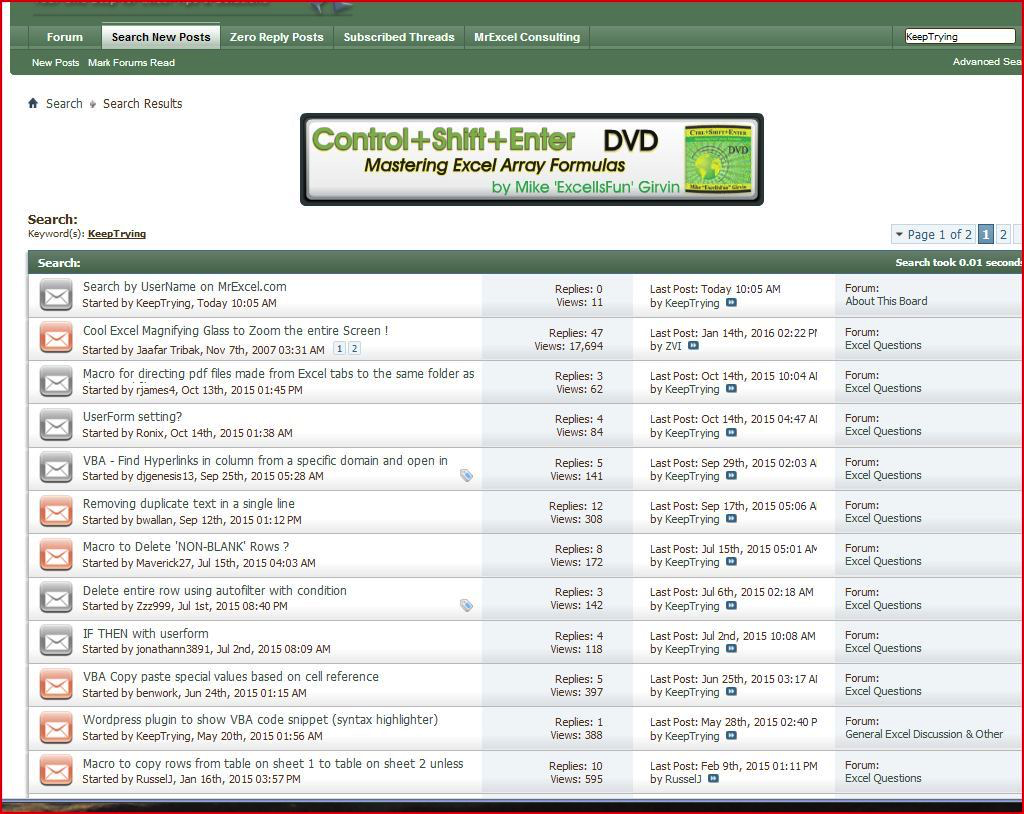 Forum Search New Posts Zero Reply Posts Subscribed Threads MrExcel Consulting KeepTrying
New Posts Mark Forums Read Advanced Sea
Search Search Results
Control+Shift+Enter DVD
Mastering Excel Array Formulas
by Mike 'ExcelIsFun' Girvin
CTRL+SHIFT+ENTER
DVD
Search:
Keyword(s): KeepTrying
Page 1 of 2 1 2
Search: Search took 0.01 seconds
Search by UserName on MrExcel.com Replies: 0 Last Post: Today 10:05 AM Forum:
Started by KeepTrying, Today 10:05 AM Views: 11 by KeepTrying About This Board
Cool Excel Magnifying Glass to Zoom the entire Screen ! Replies: 47 Last Post: Jan 14th, 2016 02:22 PM Forum:
Started by Jaafar Tribak, Nov 7th, 2007 03:31 AM 1 2 Views: 17,694 by ZVI Excel Questions
Macro for directing pdf files made from Excel tabs to the same folder as Replies: 3 Last Post: Oct 14th, 2015 10:04 AI Forum:
Started by rjames4, Oct 13th, 2015 01:45 PM Views: 62 by KeepTrying Excel Questions
UserForm setting? Replies: 4 Last Post: Oct 14th, 2015 04:47 AI Forum:
Started by Ronix, Oct 14th, 2015 01:38 AM Views: 84 by KeepTrying Excel Questions
VBA - Find Hyperlinks in column from a specific domain and open in Replies: 5 Last Post: Sep 29th, 2015 02:03 A Forum:
Started by djgenesis13, Sep 25th, 2015 05:28 AM Views: 141 by KeepTrying Excel Questions
Removing duplicate text in a single line Replies: 12 Last Post: Sep 17th, 2015 05:06 A Forum:
Started by bwallan, Sep 12th, 2015 01:12 PM Views: 308 by KeepTrying Excel Questions
Macro to Delete 'NON-BLANK' Rows ? Replies: 8 Last Post: Jul 15th, 2015 05:01 AM Forum:
Started by Maverick27, Jul 15th, 2015 04:03 AM Views: 172 by KeepTrying Excel Questions
Delete entire row using autofilter with condition Replies: 3 Last Post: Jul 6th, 2015 02:18 AM Forum:
Started by Zzz999, Jul 1st, 2015 08:40 PM Views: 142 by KeepTrying Excel Questions
IF THEN with userform Replies: 4 Last Post: Jul 2nd, 2015 10:08 AM Forum:
Started by jonathann3891, Jul 2nd, 2015 08:09 AM Views: 118 by KeepTrying Excel Questions
VBA Copy paste special values based on cell reference Replies: 5 Last Post: Jun 25th, 2015 03:17 AI Forum:
Started by benwork, Jun 24th, 2015 01:15 AM Views: 397 by KeepTrying Excel Questions
Wordpress plugin to show VBA code snippet (syntax highlighter) Replies: 1 Last Post: May 28th, 2015 02:40 P Forum:
Started by KeepTrying, May 20th, 2015 01:56 AM Views: 388 by KeepTrying General Excel Discussion & Other
Macro to copy rows from table on sheet 1 to table on sheet 2 unless Replies: 10 Last Post: Feb 9th, 2015 01:11 PM Forum:
Started by RusselJ, Jan 16th, 2015 03:57 PM Views: 595 by RusselJ Excel Questions